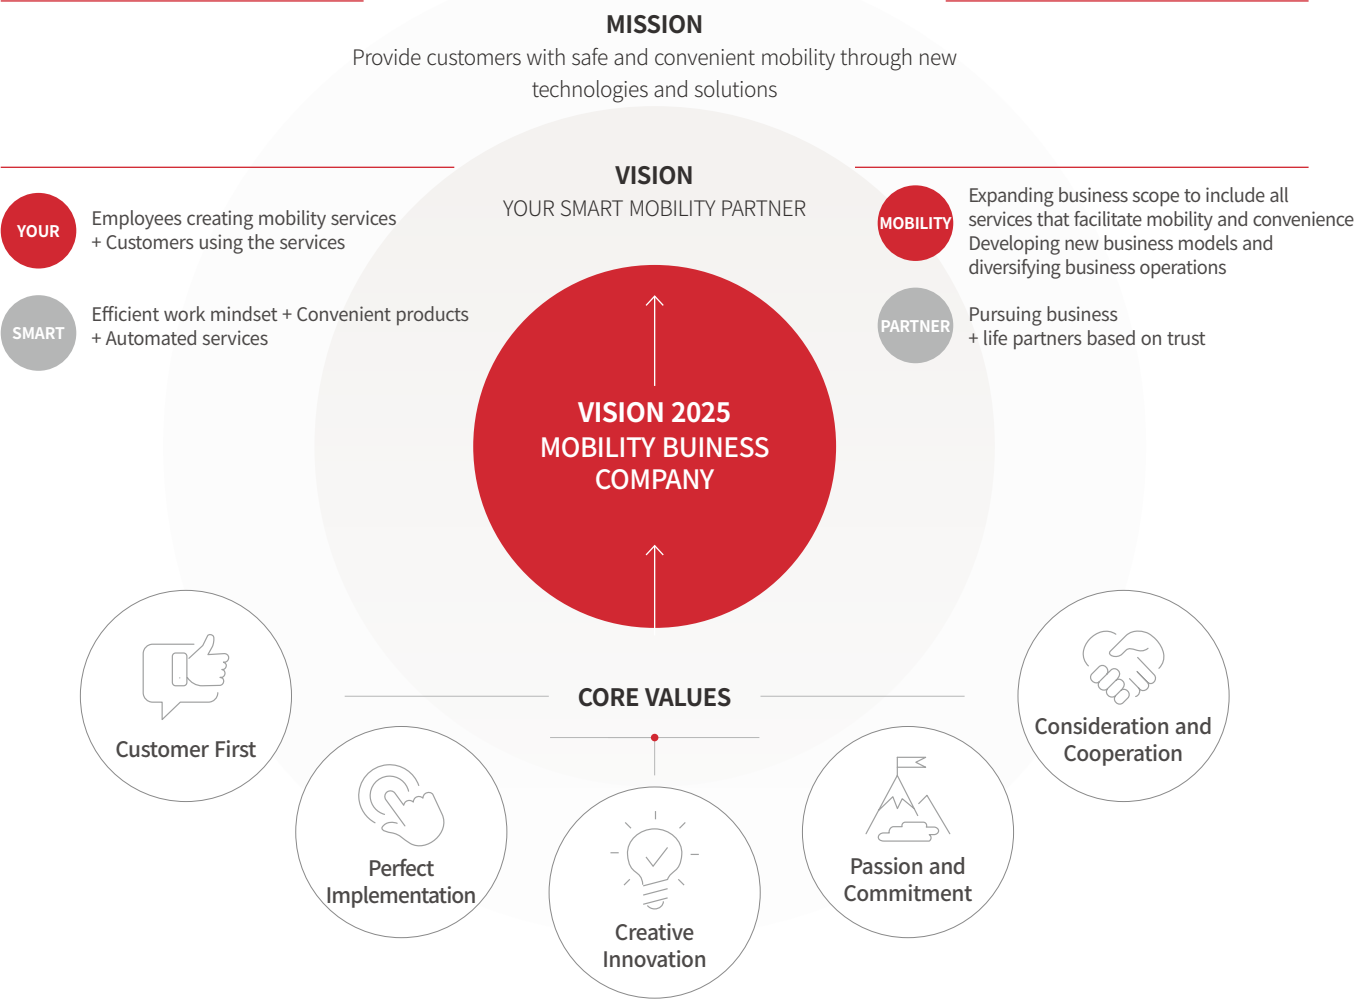 MISSION
Provide customers with safe and convenient mobility through new
technologies and solutions
VISION
YOUR SMART MOBILITY PARTNER
YOUR
Employees creating mobility services
+ Customers using the services
SMART
Efficient work mindset + Convenient products
+ Automated services
MOBILITY
Expanding business scope to include all
services that facilitate mobility and convenience
Developing new business models and
diversifying business operations
PARTNER
Pursuing business
+ life partners based on trust
VISION 2025
MOBILITY BUINESS
COMPANY
CORE VALUES
Customer First
Perfect
Implementation
Creative
Innovation
Passion and
Commitment
Consideration and
Cooperation